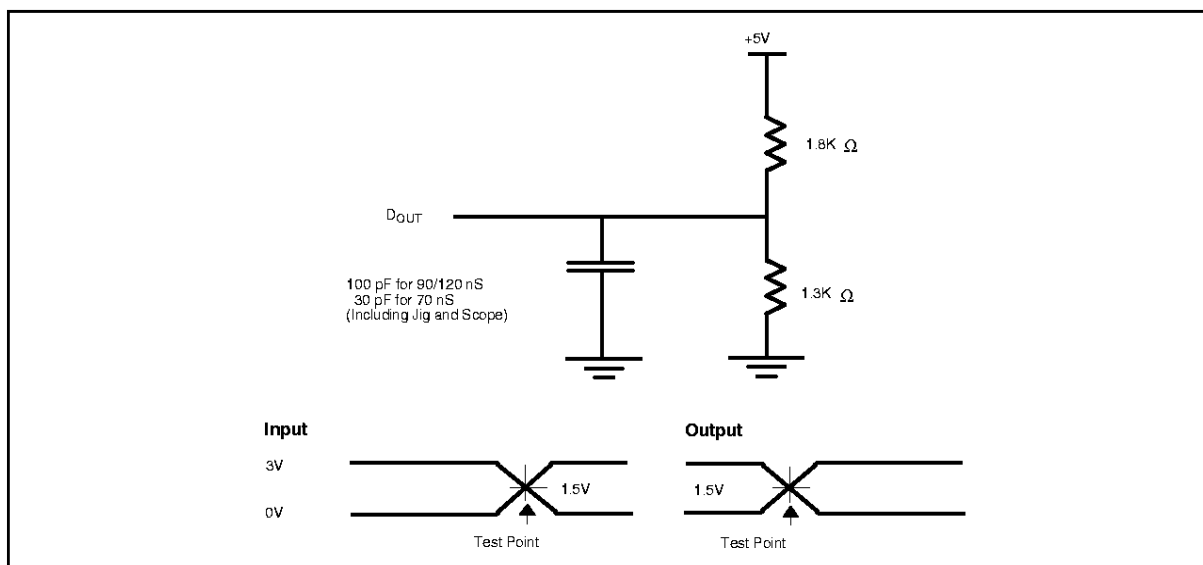 +5V
1.8K Ω
DOUT
100 pF for 90/120 nS
30 pF for 70 nS
(Including Jig and Scope)
1.3K Ω
Input
Output
3V
1.5V
1.5V
0V
Test Point
Test Point